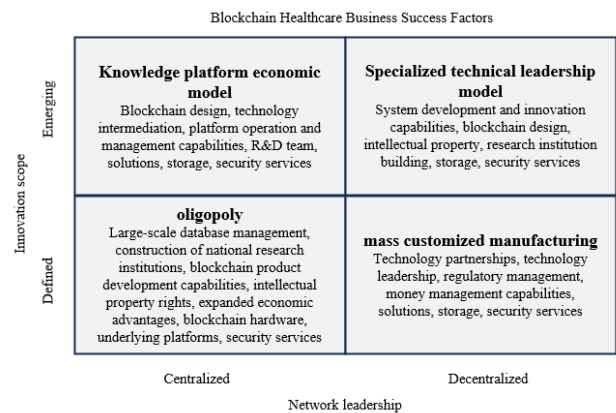 Blockchain Healthcare Business Success Factors
Knowledge platform economic
model
Blockchain design, technology
intermediation, platform operation and
management capabilities, R&D team,
solutions, storage, security services
Specialized technical leadership
model
System development and innovation
capabilities, blockchain design,
intellectual property, research institution
building, storage, security services
oligopoly
Large-scale database management,
construction of national research
institutions, blockchain product
development capabilities, intellectual
property rights, expanded economic
advantages, blockchain hardware,
underlying platforms, security services
mass customized manufacturing
Technology partnerships, technology
leadership, regulatory management,
money management capabilities,
solutions, storage, security services
Innovation scope
Emerging
Defined
Centralized
Decentralized
Network leadership